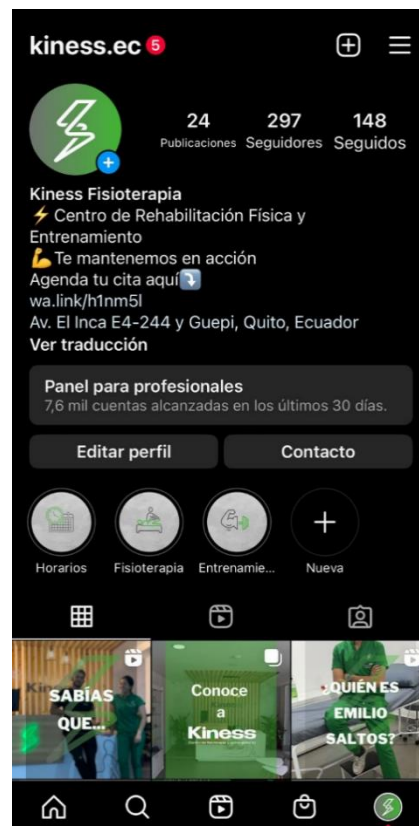 kiness.ec 5
24 297 148
Publicaciones Seguidores Seguidos
Kiness Fisioterapia
⚡ Centro de Rehabilitación Física y
Entrenamiento
💪 Te mantenemos en acción
Agenda tu cita aquí⤵️
wa.link/h1nm5l
Av. El Inca E4-244 y Guepi, Quito, Ecuador
Ver traducción
Panel para profesionales
7,6 mil cuentas alcanzadas en los últimos 30 días.
Editar perfil
Contacto
Horarios Fisioterapia Entrenamie... Nueva
SABÍAS
QUE...
Conoce
a
Kiness
¿QUIÉN ES
EMILIO
SALTOS?